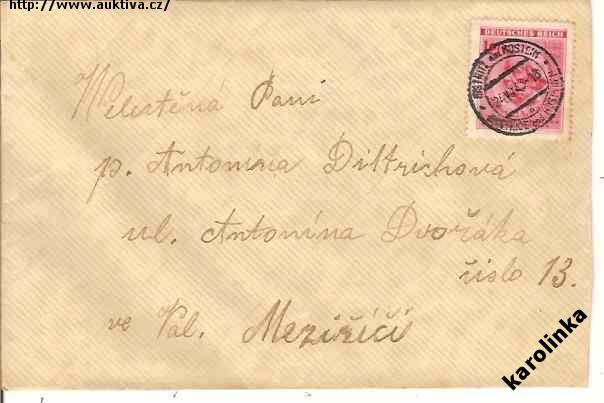 http://www.auktiva.cz/
DEUTSCHES REICH
Velectěná Paní
p. Antonína Dittrichová
ul. Antonína Dvořáka
číslo 13.
ve Val. Meziříčí
karolinka